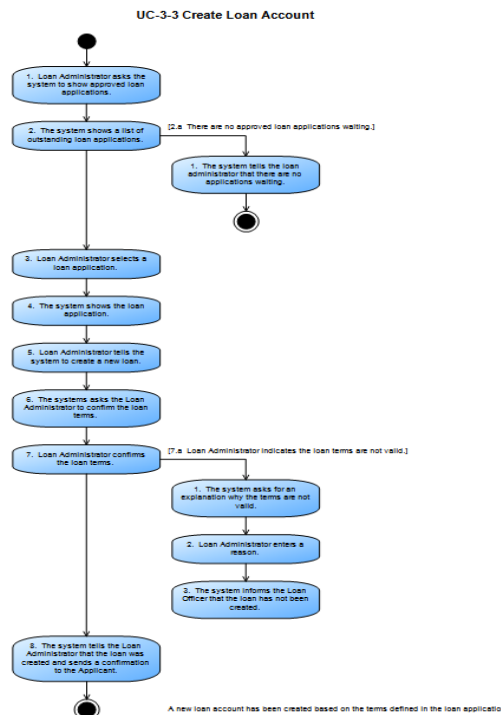 UC-3-3 Create Loan Account
1. Loan Administrator asks the
system to show approved loan
applications.
2. The system shows a list of
outstanding loan applications.
[2.a There are no approved loan applications waiting.]
1. The system tells the loan
administrator that there are no
applications waiting.
3. Loan Administrator selects a
loan application.
4. The system shows the loan
application.
5. Loan Administrator tells the
system to create a new loan.
6. The systems asks the Loan
Administrator to confirm the loan
terms.
7. Loan Administrator confirms
the loan terms.
[7.a Loan Administrator indicates the loan terms are not valid.]
1. The system asks for an
explanation why the terms are not
valid.
2. Loan Administrator enters a
reason.
3. The system informs the Loan
Officer that the loan has not been
created.
8. The system tells the Loan
Administrator that the loan was
created and sends a confirmation
to the Applicant.
A new loan account has been created based on the terms defined in the loan applicatio